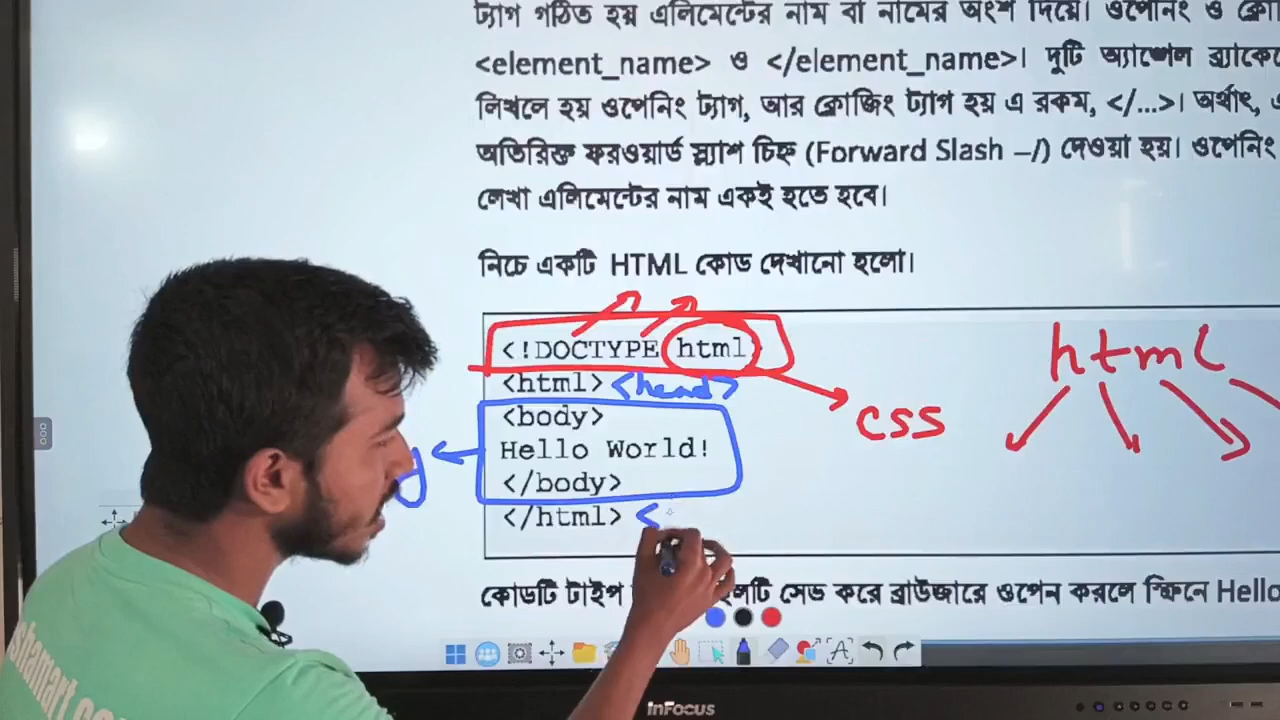 ট্যাগ গঠিত হয় এলিমেন্টের নাম বা নামের অংশ দিয়ে। ওপেনিং ও
<element_name> ও </element_name>। দুটি অ্যাঙ্গেল
লিখলে হয় ওপেনিং ট্যাগ, আর ক্লোজিং ট্যাগ হয় এ রকম, </...>। অর্থাৎ,
অতিরিক্ত ফরওয়ার্ড স্ল্যাশ চিহ্ন (Forward Slash –/) দেওয়া হয়। ওপেনিং
লেখা এলিমেন্টের নাম একই হতে হবে।
নিচে একটি HTML কোড দেখানো হলো।
<!DOCTYPE html
html
<html> <head>
css
<body>
Hello World!
</body>
</html> <
কোডটি টাইপ সেভ করে ব্রাউজারে ওপেন করলে স্ক্রিনে Hello
InFocus